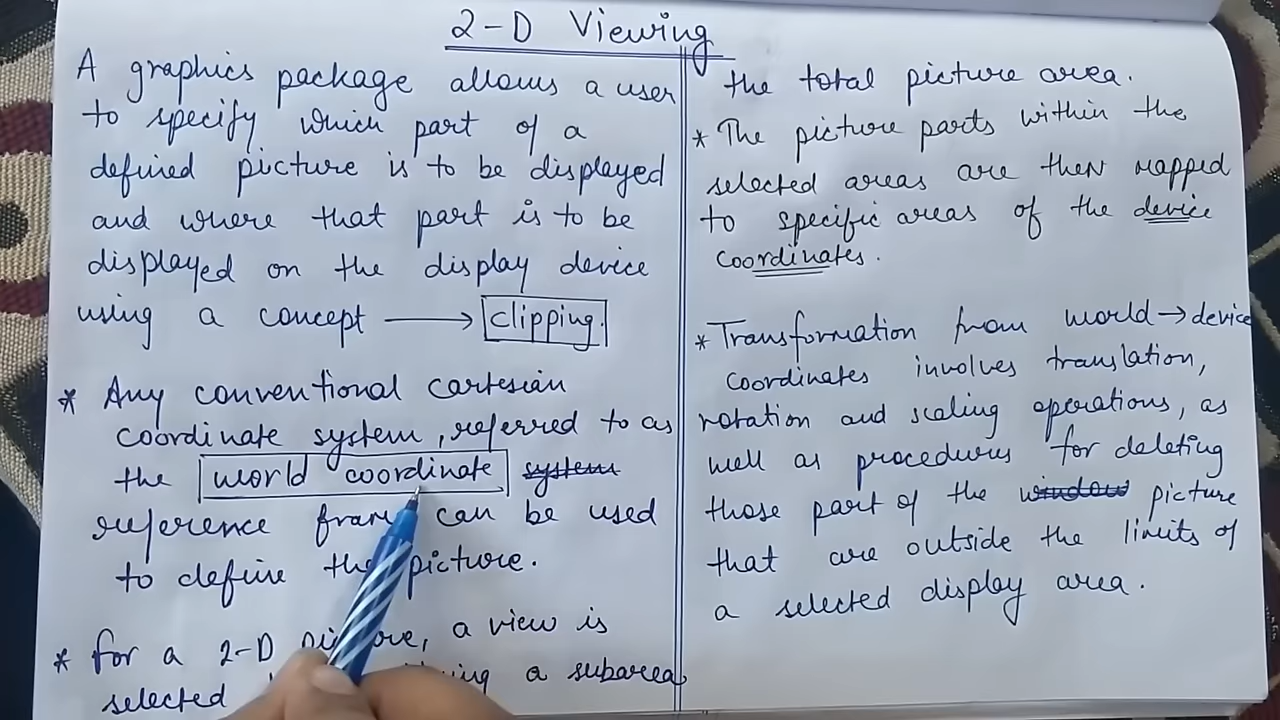 2-D Viewing
A graphics package allows a user
to specify which part of a
defined picture is to be displayed
and where that part is to be
displayed on the display device
using a concept → clipping.
* Any conventional cartesian
coordinate system, referred to as
the world coordinate system
reference can be used
to define the picture.
* for a 2-D picture, a view is
selected a subarea
the total picture area.
* The picture parts within the
selected areas are then mapped
to specific areas of the device
coordinates.
* Transformation from world → device
coordinates involves translation,
rotation and scaling operations, as
well as procedures for deleting
those part of the window picture
that are outside the limits of
a selected display area.